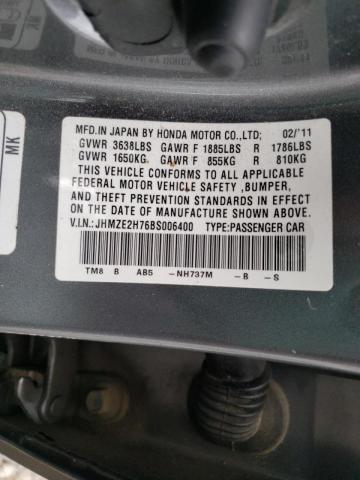 MFD.IN JAPAN BY HONDA MOTOR CO.,LTD; 02/'11
GVWR 3638LBS GAWR F 1885LBS R 1786LBS
GVWR 1650KG GAWR F 855KG R 810KG
THIS VEHICLE CONFORMS TO ALL APPLICABLE
FEDERAL MOTOR VEHICLE SAFETY ,BUMPER,
AND THEFT PREVENTION STANDARDS IN EFFECT
ON THE DATE OF MANUFACTURE SHOWN ABOVE.
V.I.N.: JHMZE2H76BS006400 TYPE:PASSENGER CAR
TM8 B AB5 -NH737M -B -S
MK